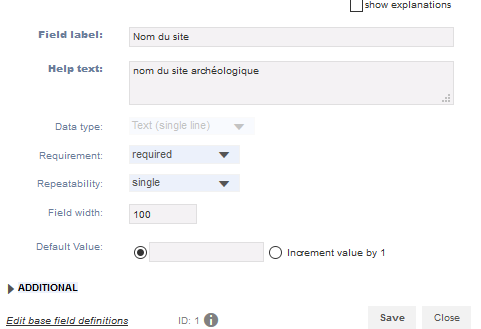 show explanations
Field label: Nom du site
Help text: nom du site archéologique
Data type: Text (single line)
Requirement: required
Repeatability: single
Field width: 100
Default Value: Increment value by 1
ADDITIONAL
Edit base field definitions ID: 1 i Save Close